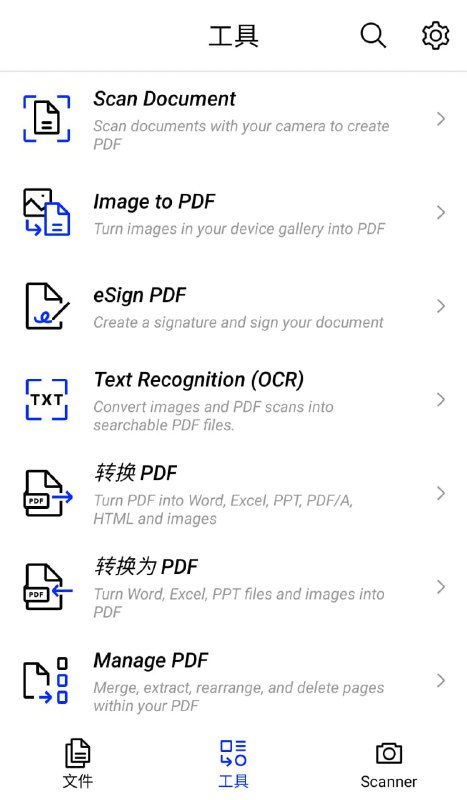 工具
Scan Document
Scan documents with your camera to create
PDF
Image to PDF
Turn images in your device gallery into PDF
eSign PDF
Create a signature and sign your document
TXT
Text Recognition (OCR)
Convert images and PDF scans into
searchable PDF files.
PDF
转换 PDF
Turn PDF into Word, Excel, PPT, PDF/A,
HTML and images
PDF
转换为 PDF
Turn Word, Excel, PPT files and images into
PDF
Manage PDF
Merge, extract, rearrange, and delete pages
within your PDF
文件
工具
Scanner